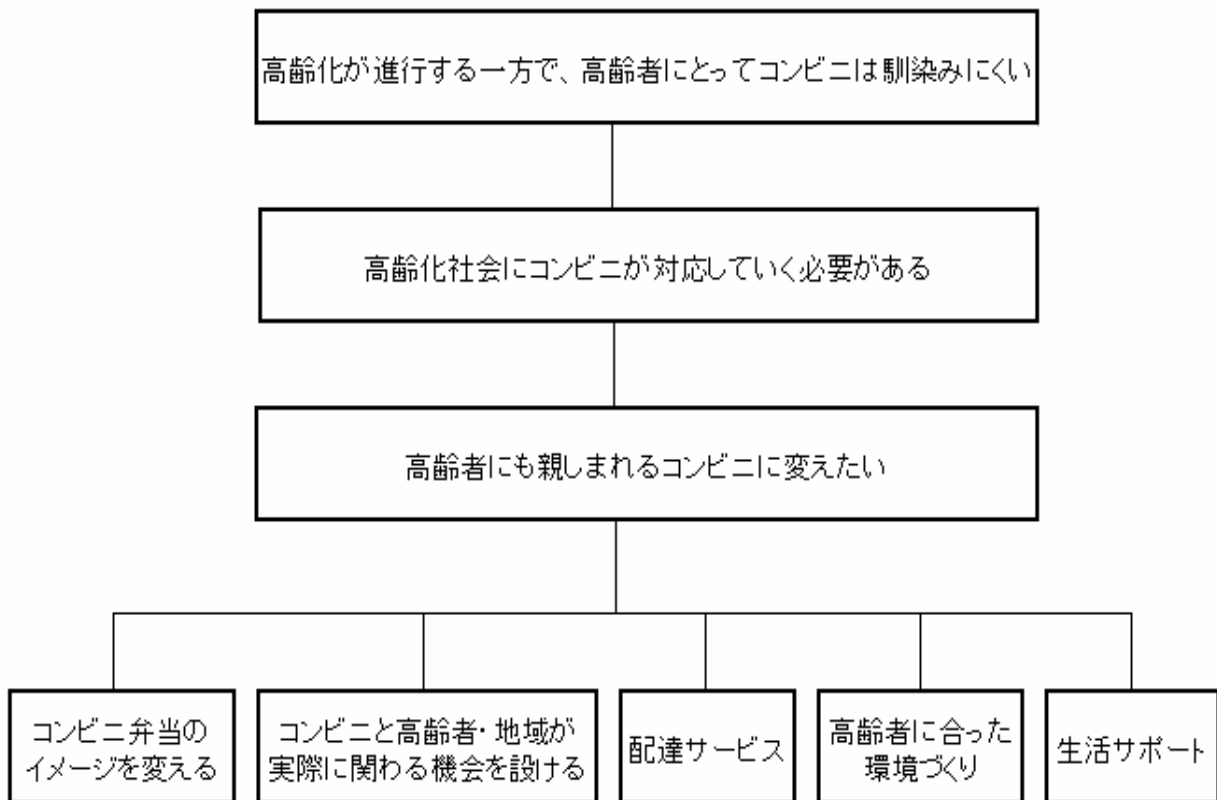 高齢化が進行する一方で、高齢者にとってコンビニは馴染みにくい
高齢化社会にコンビニが対応していく必要がある
高齢者にも親しまれるコンビニに変えたい
コンビニ弁当の
イメージを変える
コンビニと高齢者・地域が
実際に関わる機会を設ける
配達サービス
高齢者に合った
環境づくり
生活サポート